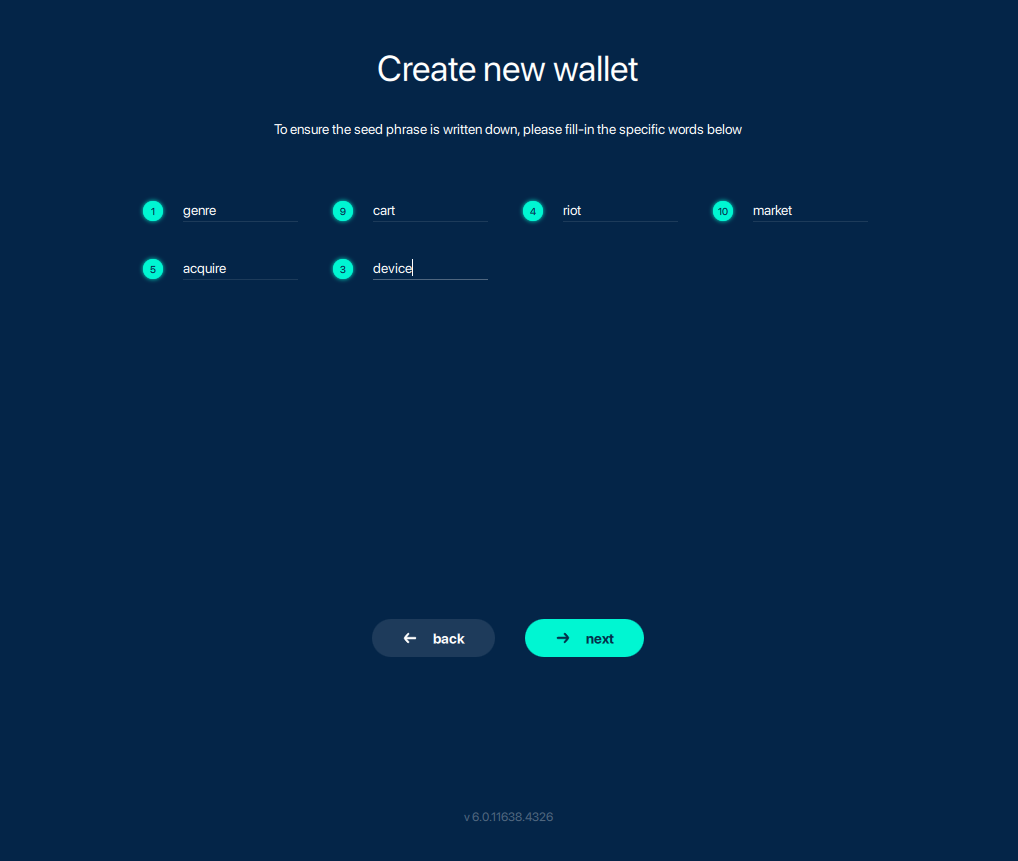 Create new wallet
To ensure the seed phrase is written down, please fill-in the specific words below
1 genre 9 cart 4 riot 10 market
5 acquire 3 device
← back → next
v 6.0.11638.4326